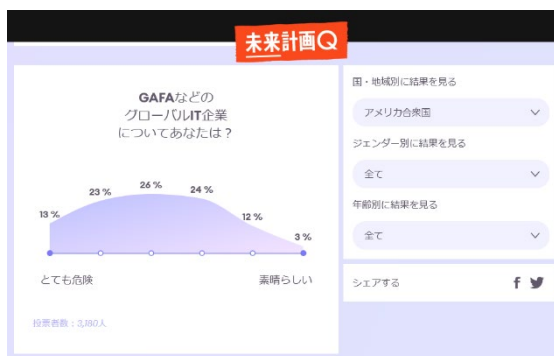 未来計画Q
GAFAなどの
グローバルIT企業
についてあなたは？
13 %
23 %
26 %
24 %
12 %
3 %
とても危険
素晴らしい
投票者数：3,180人
国・地域別に結果を見る
アメリカ合衆国
ジェンダー別に結果を見る
全て
年齢別に結果を見る
全て
シェアする